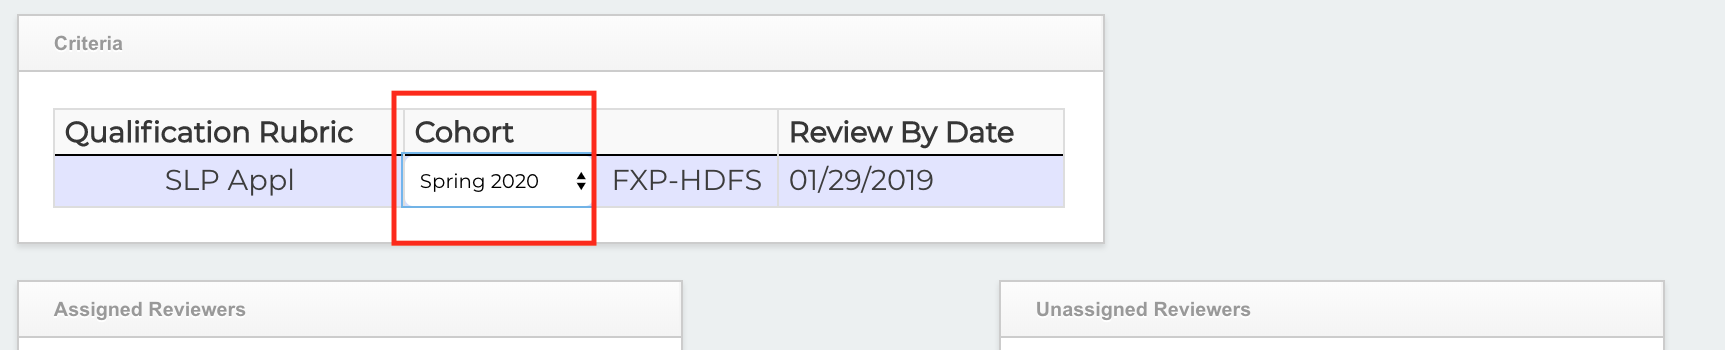 Criteria
Qualification Rubric Cohort Review By Date
SLP Appl Spring 2020 FXP-HDFS 01/29/2019
Assigned Reviewers Unassigned Reviewers